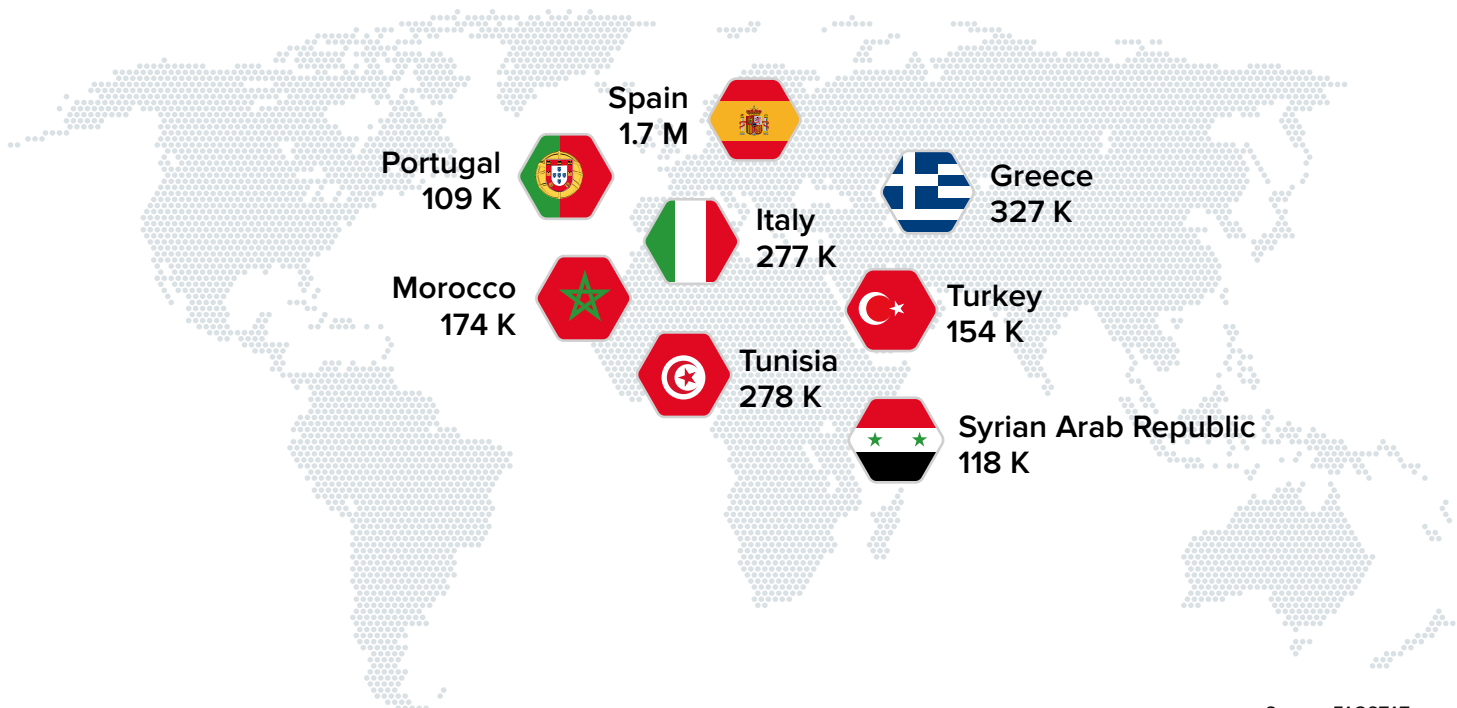 Spain
1.7 M
Portugal
109 K
Greece
327 K
Italy
277 K
Morocco
174 K
Turkey
154 K
Tunisia
278 K
Syrian Arab Republic
118 K